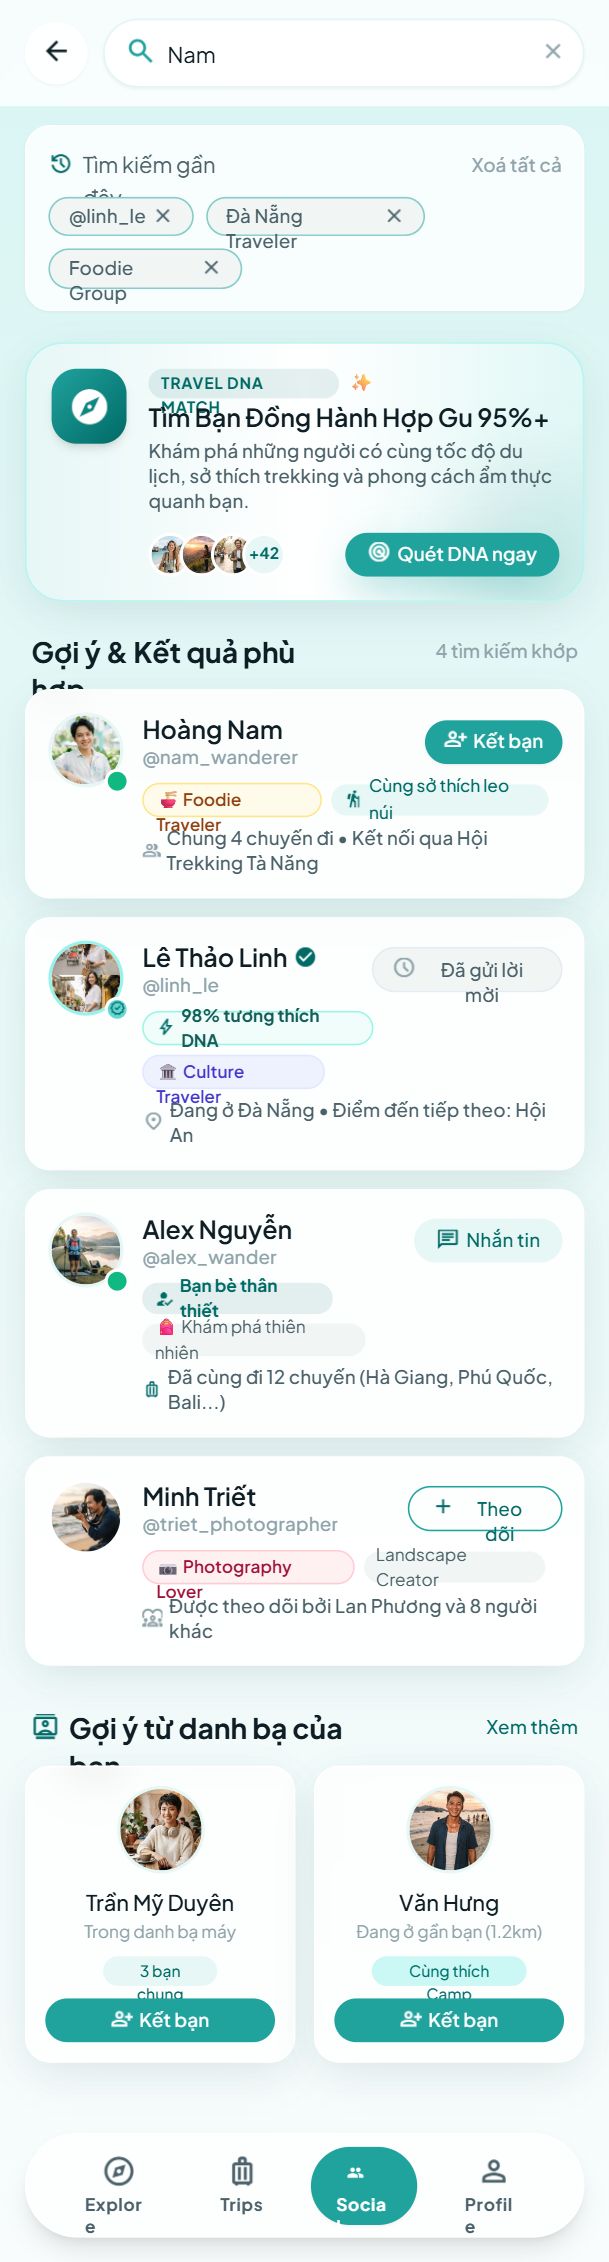 Nam
Tìm kiếm gần
đây
Xoá tất cả
@linh_le
Đà Nẵng
Traveler
Foodie
Group
TRAVEL DNA
MATCH
Tìm Bạn Đồng Hành Hợp Gu 95%+
Khám phá những người có cùng tốc độ du
lịch, sở thích trekking và phong cách ẩm thực
quanh bạn.
+42
Quét DNA ngay
Gợi ý & Kết quả phù
hợp
4 tìm kiếm khớp
Hoàng Nam
@nam_wanderer
Kết bạn
Foodie
Traveler
Cùng sở thích leo
núi
Chung 4 chuyến đi • Kết nối qua Hội
Trekking Tà Năng
Lê Thảo Linh
@linh_le
Đã gửi lời
mời
98% tương thích
DNA
Culture
Traveler
Đang ở Đà Nẵng • Điểm đến tiếp theo: Hội
An
Alex Nguyễn
@alex_wander
Nhắn tin
Bạn bè thân
thiết
Khám phá thiên
nhiên
Đã cùng đi 12 chuyến (Hà Giang, Phú Quốc,
Bali...)
Minh Triết
@triet_photographer
Theo
dõi
Photography
Lover
Landscape
Creator
Được theo dõi bởi Lan Phương và 8 người
khác
Gợi ý từ danh bạ của
bạn
Xem thêm
Trần Mỹ Duyên
Trong danh bạ máy
3 bạn
chung
Kết bạn
Văn Hưng
Đang ở gần bạn (1.2km)
Cùng thích
Camp
Kết bạn
Explor
e
Trips
Socia
l
Profil
e